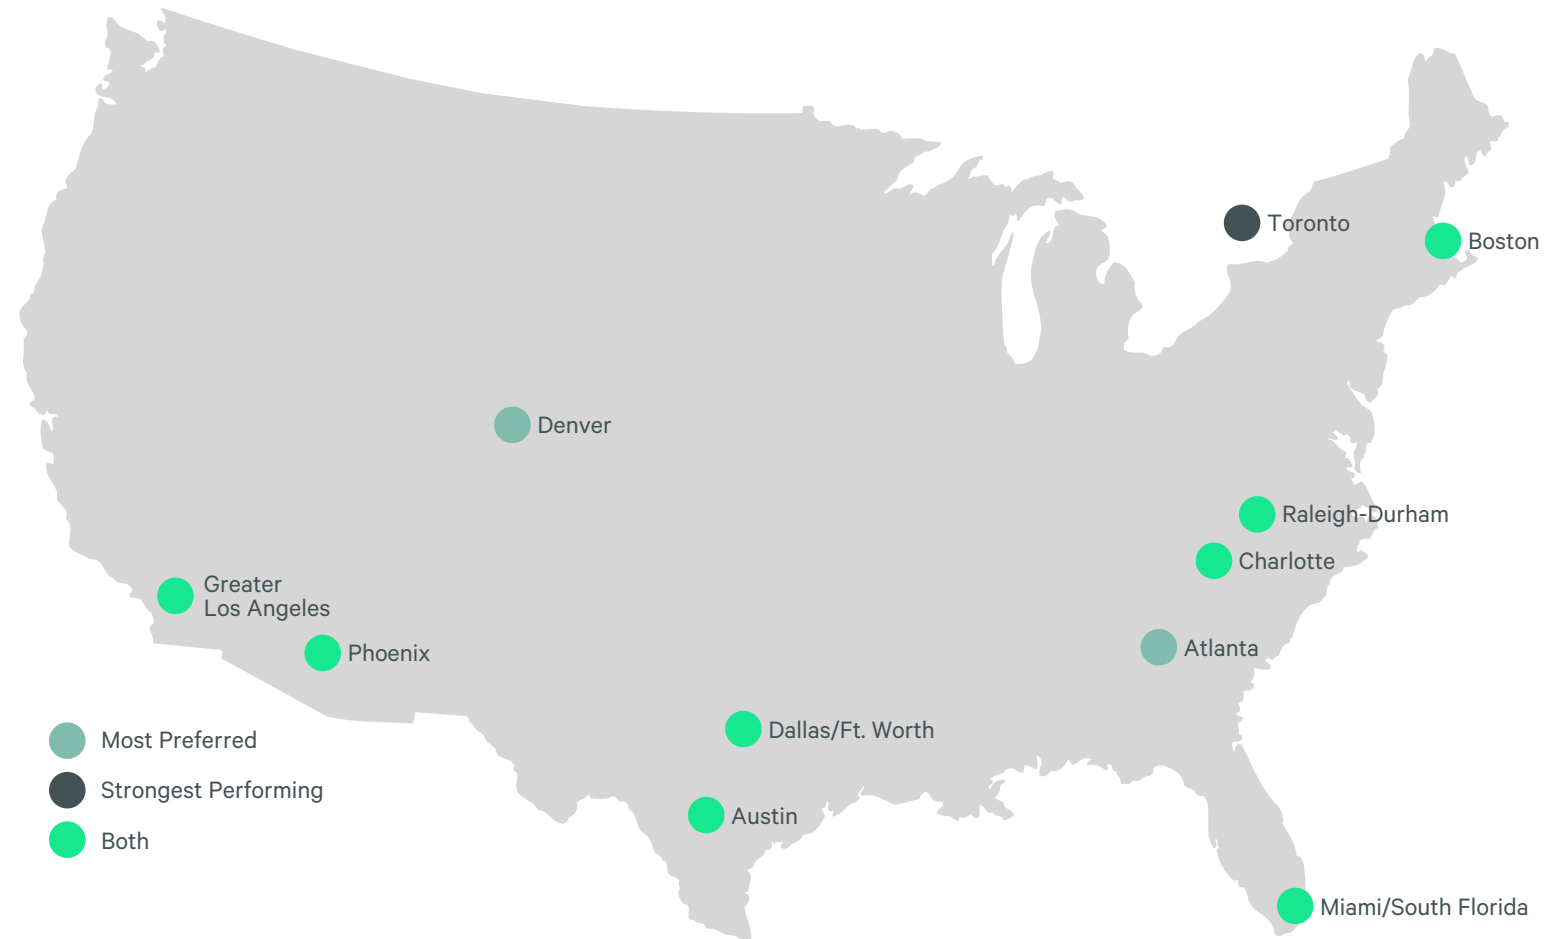 Toronto
Boston
Denver
Raleigh-Durham
Charlotte
Greater
Los Angeles
Phoenix
Atlanta
Dallas/Ft. Worth
Austin
Miami/South Florida
Most Preferred
Strongest Performing
Both